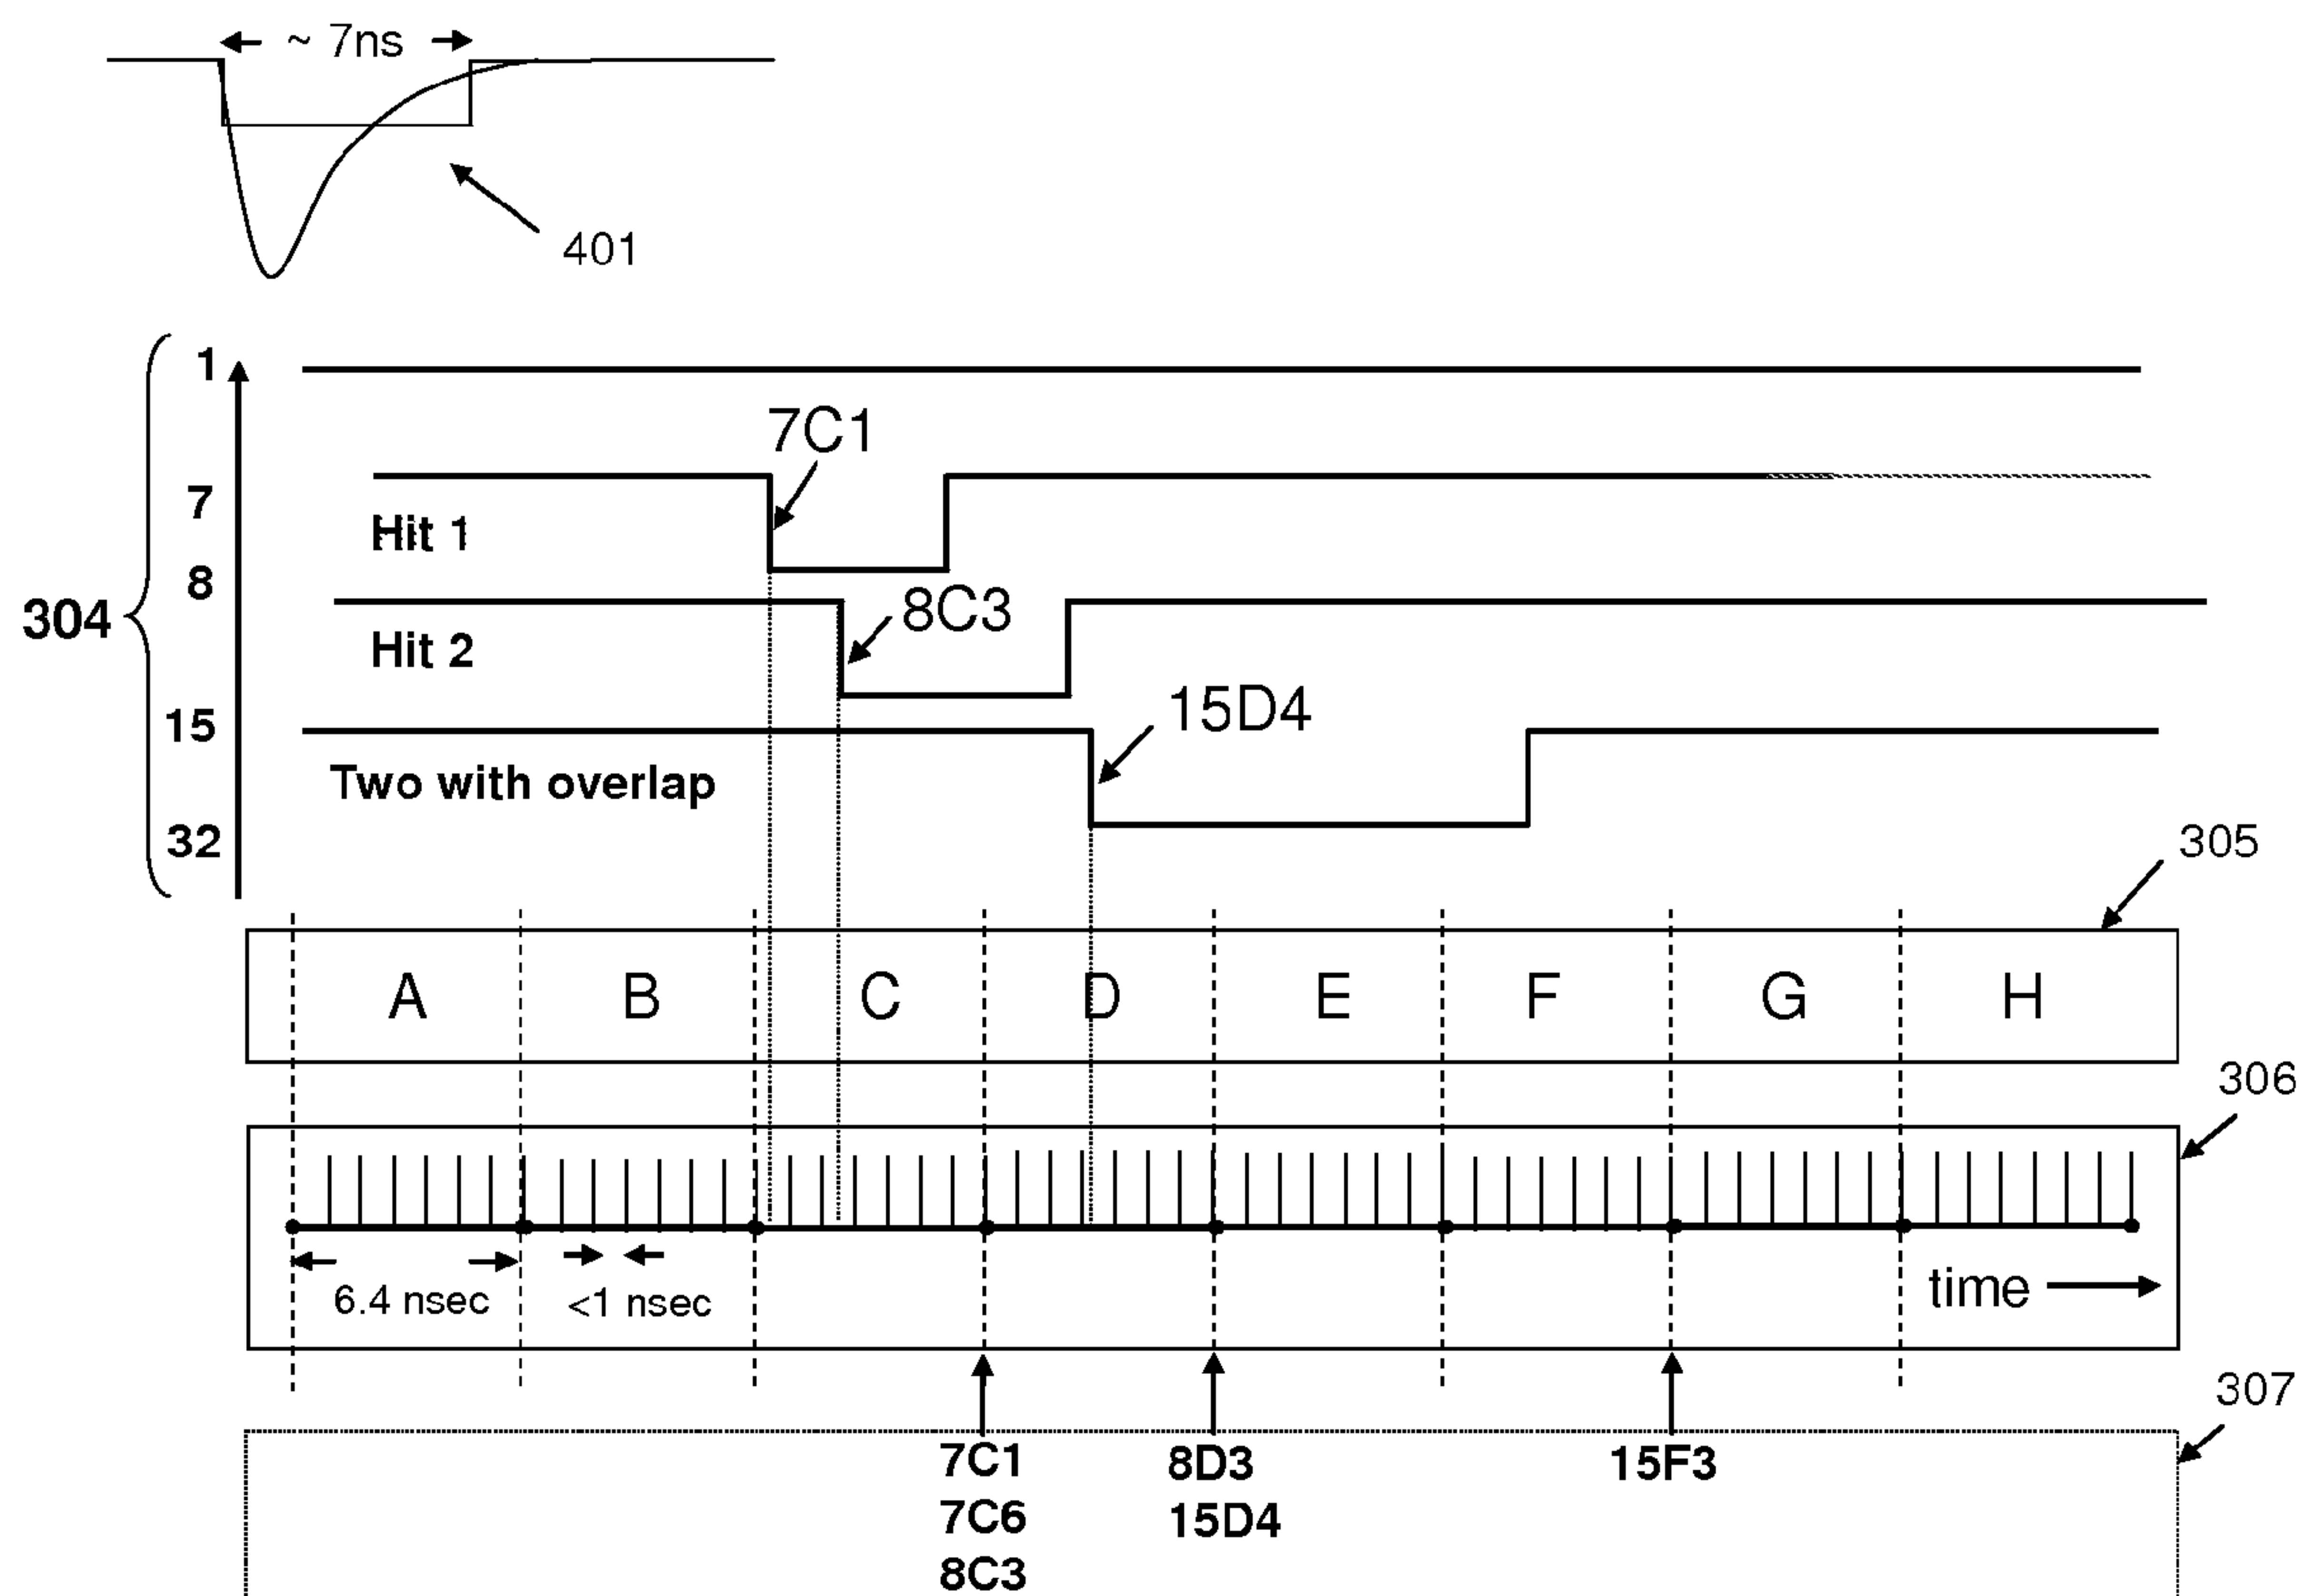 ~ 7ns
401
304
1
7
8
15
32
7C1
Hit 1
8C3
Hit 2
15D4
Two with overlap
305
A B C D E F G H
306
6.4 nsec
<1 nsec
time
307
7C1
7C6
8C3
8D3
15D4
15F3